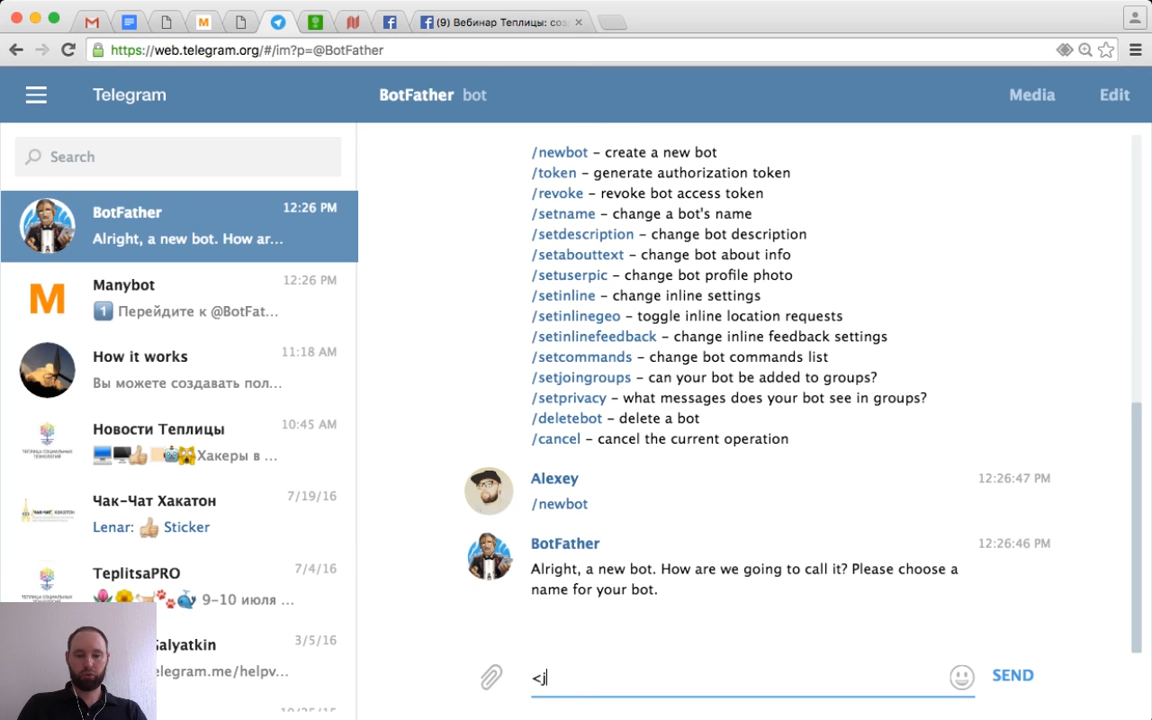 (9) Вебинар Теплицы: соз
https://web.telegram.org/#/im?p=@BotFather
Telegram
BotFather bot
Media
Edit
Search
BotFather 12:26 PM
Alright, a new bot. How ar...
Manybot 12:26 PM
1 Перейдите к @BotFat...
How it works 11:18 AM
Вы можете создавать пол...
Новости Теплицы 10:45 AM
Хакеры в ...
Чак-Чат Хакатон 7/19/16
Lenar: Sticker
TeplitsaPRO 7/4/16
9-10 июля ...
Salyatkin 3/5/16
elegram.me/helpv...
/newbot - create a new bot
/token - generate authorization token
/revoke - revoke bot access token
/setname - change a bot's name
/setdescription - change bot description
/setabouttext - change bot about info
/setuserpic - change bot profile photo
/setinline - change inline settings
/setinlinegeo - toggle inline location requests
/setinlinefeedback - change inline feedback settings
/setcommands - change bot commands list
/setjoingroups - can your bot be added to groups?
/setprivacy - what messages does your bot see in groups?
/deletebot - delete a bot
/cancel - cancel the current operation
Alexey 12:26:47 PM
/newbot
BotFather 12:26:46 PM
Alright, a new bot. How are we going to call it? Please choose a
name for your bot.
<j
SEND